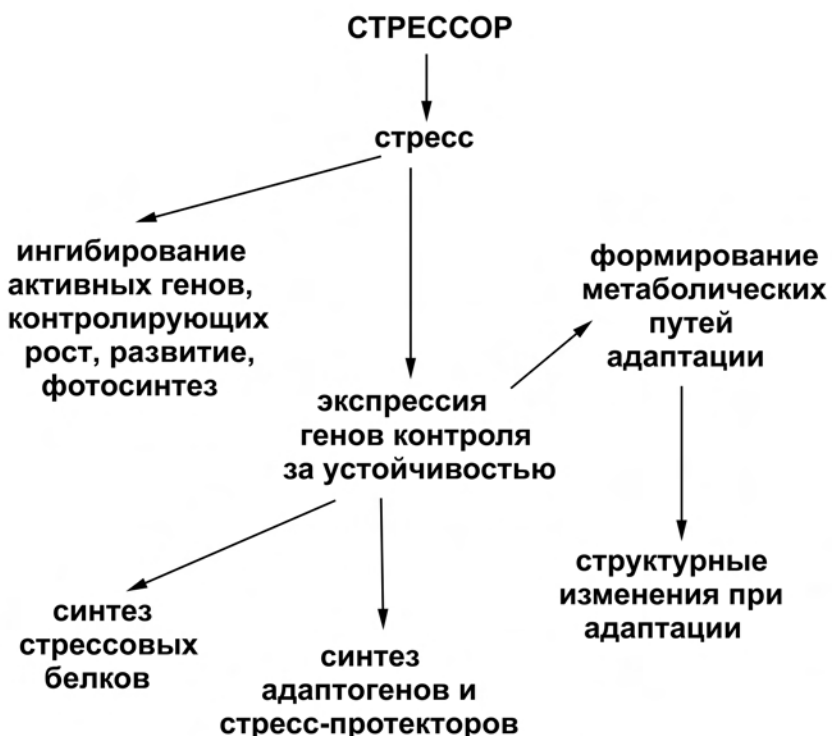 СТРЕССОР
стресс
ингибирование
активных генов,
контролирующих
рост, развитие,
фотосинтез
формирование
метаболических
путей
адаптации
экспрессия
генов контроля
за устойчивостью
структурные
изменения при
адаптации
синтез
стрессовых
белков
синтез
адаптогенов и
стресс-протекторов